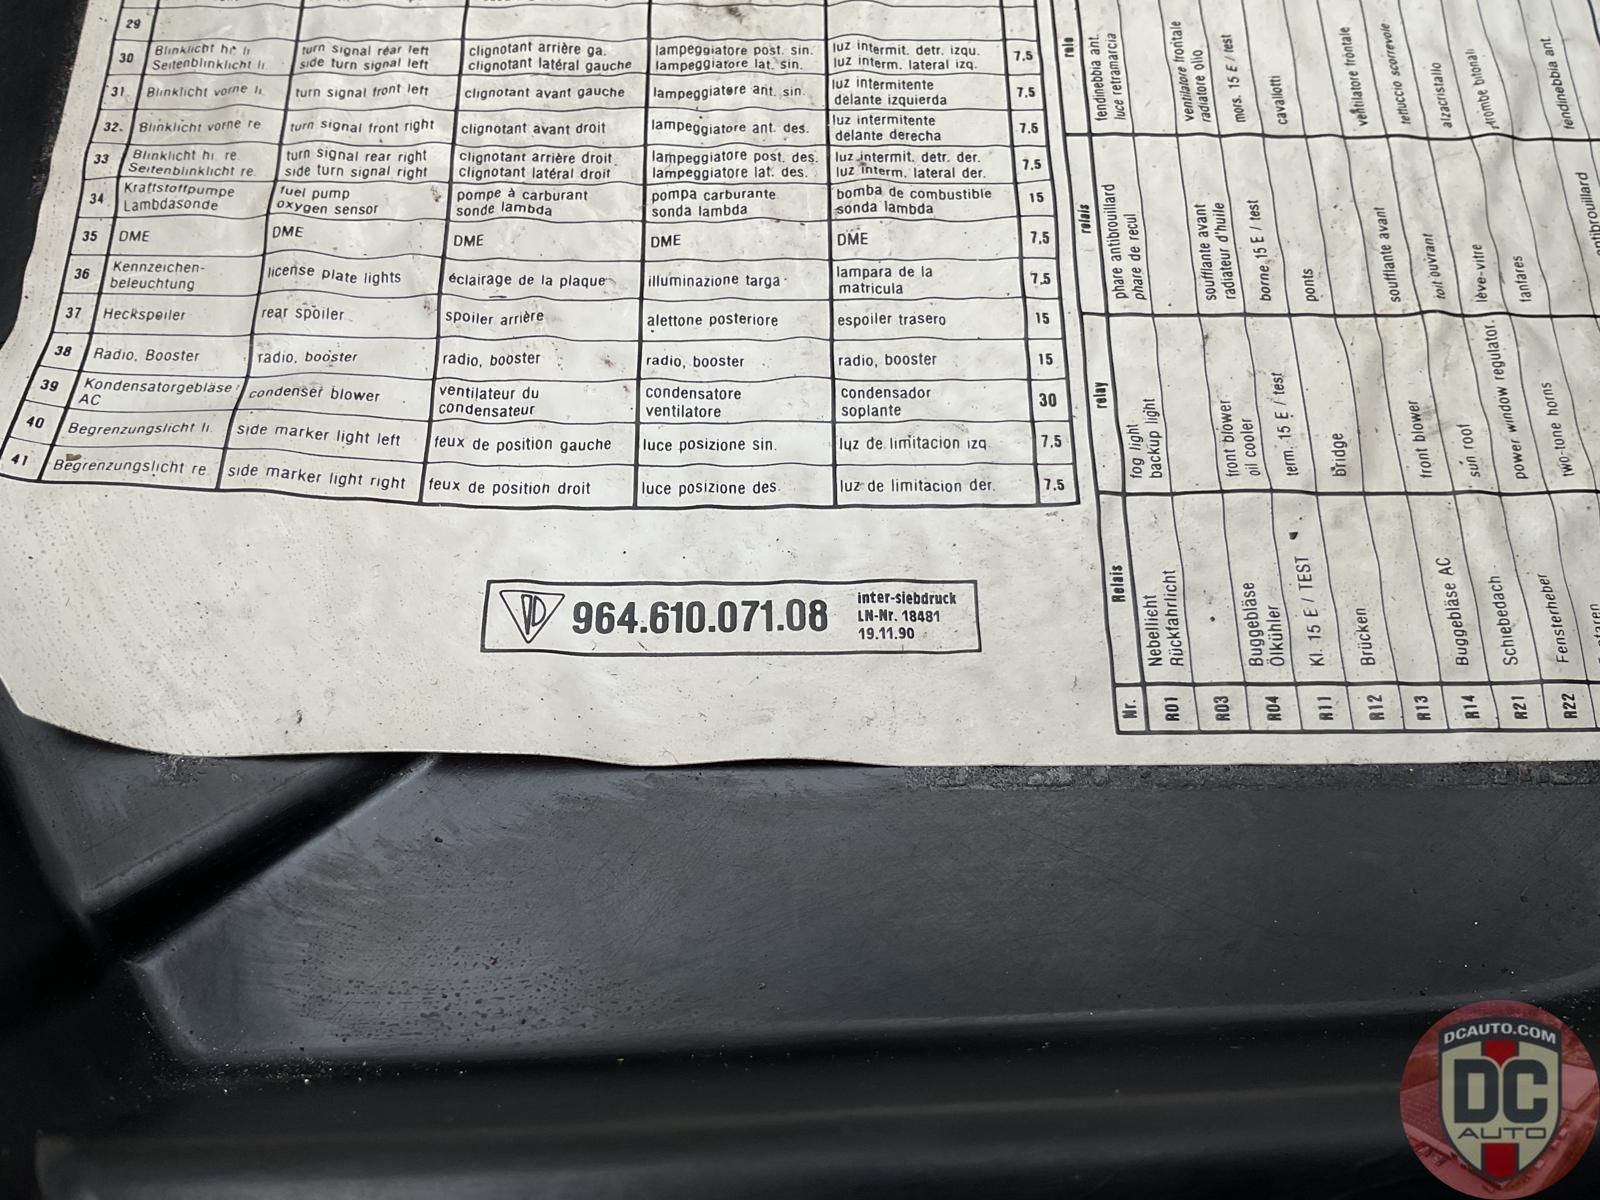 29
30 Blinklicht hi. li. turn signal rear left clignotant arrière ga. lampeggiatore post. sin. luz intermit. detr. izqu. 7,5
Seitenblinklicht li. side turn signal left clignotant latéral gauche lampeggiatore lat. sin. luz interm. lateral izq.
31 Blinklicht vorne li. turn signal front left clignotant avant gauche lampeggiatore ant. sin. luz intermitente 7,5
delante izquierda
32. Blinklicht vorne re turn signal front right clignotant avant droit lampeggiatore ant. des. luz intermitente 7,5
delante derecha
33 Blinklicht hi. re. turn signal rear right clignotant arrière droit lampeggiatore post. des. luz intermit. detr. der. 7,5
Seitenblinklicht re. side turn signal right clignotant latéral droit lampeggiatore lat. des. luz interm. lateral der.
34 Kraftstoffpumpe fuel pump pompe à carburant pompa carburante bomba de combustible 15
Lambdasonde oxygen sensor sonde lambda sonda lambda sonda lambda
35 DME DME DME DME DME 7,5
36 Kennzeichen- license plate lights éclairage de la plaque illuminazione targa lampara de la 7,5
beleuchtung matricula
37 Heckspoiler rear spoiler spoiler arrière alettone posteriore espoiler trasero 15
38 Radio, Booster radio, booster radio, booster radio, booster radio, booster 15
39 Kondensatorgebläse condenser blower ventilateur du condensatore condensador 30
AC condensateur ventilatore soplante
40 Begrenzungslicht li. side marker light left feux de position gauche luce posizione sin. luz de limitacion izq. 7,5
41 Begrenzungslicht re. side marker light right feux de position droit luce posizione des. luz de limitacion der. 7,5
964.610.071.08
inter-siebdruck
LN-Nr. 18481
19.11.90
Nr. Relais relay relais rele
R01 Nebellicht fog light phare antibrouillard fendinebbia ant.
Rückfahrlicht backup light phare de recul luce retramarcia
R03
R04 Buggebläse front blower soufflante avant ventilatore frontale
Ölkühler oil cooler radiateur d'huile radiatore olio
R11 Kl. 15 E / TEST term. 15 E / test borne 15 E / test mors. 15 E / test
R12 Brücken bridge ponts cavallotti
R13
R14 Buggebläse AC front blower soufflante avant ventilatore frontale
R21 Schiebedach sun roof toit ouvrant tettuccio scorrevole
R22 Fensterheber power window regulator lève-vitre alzacristallo
two-tone horns fanfares trombe bitonali
antibrouillard fendinebbia ant.
DCAUTO.COM
DC
AUTO